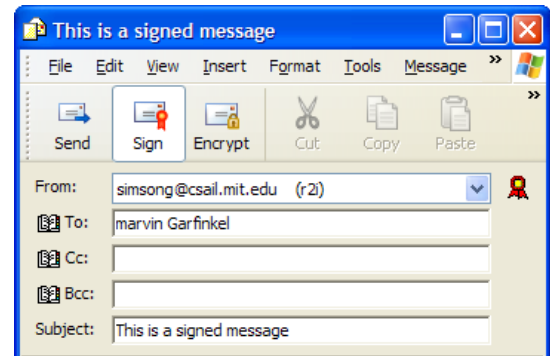 This is a signed message
File Edit View Insert Format Tools Message »
Send Sign Encrypt Cut Copy Paste »
From: simsong@csail.mit.edu (r2i)
To: marvin Garfinkel
Cc:
Bcc:
Subject: This is a signed message